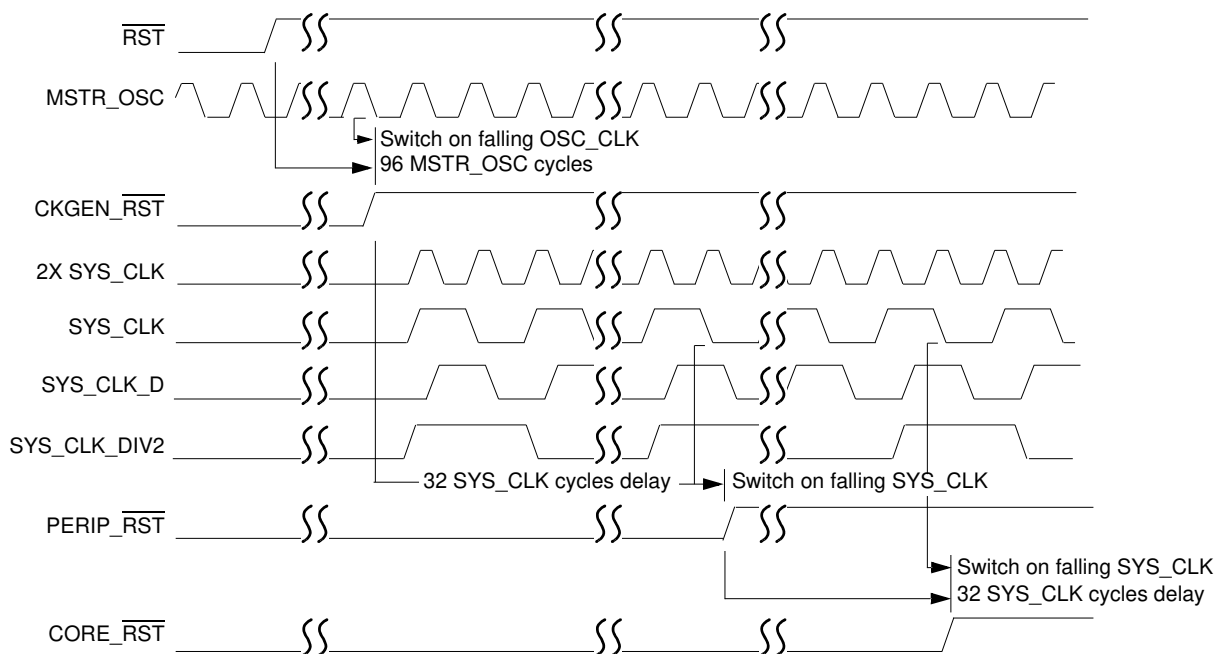 RST
MSTR_OSC
Switch on falling OSC_CLK
96 MSTR_OSC cycles
CKGEN_RST
2X SYS_CLK
SYS_CLK
SYS_CLK_D
SYS_CLK_DIV2
32 SYS_CLK cycles delay
Switch on falling SYS_CLK
PERIP_RST
Switch on falling SYS_CLK
32 SYS_CLK cycles delay
CORE_RST